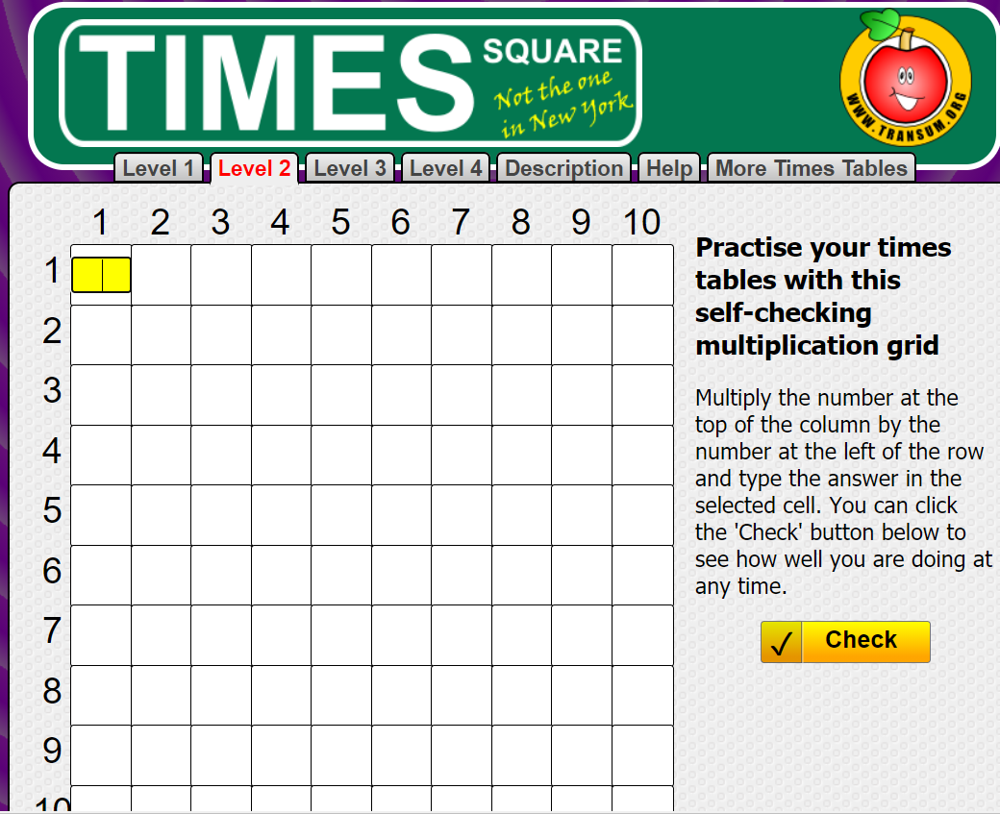 TIMES
SQUARE
Not the one
in New York.
WWW.TRANSUM.ORG
Level 1 Level 2 Level 3 Level 4 Description Help More Times Tables
1 2 3 4 5 6 7 8 9 10
1
2
3
4
5
6
7
8
9
10
Practise your times
tables with this
self-checking
multiplication grid
Multiply the number at the
top of the column by the
number at the left of the row
and type the answer in the
selected cell. You can click
the 'Check' button below to
see how well you are doing at
any time.
✓ Check